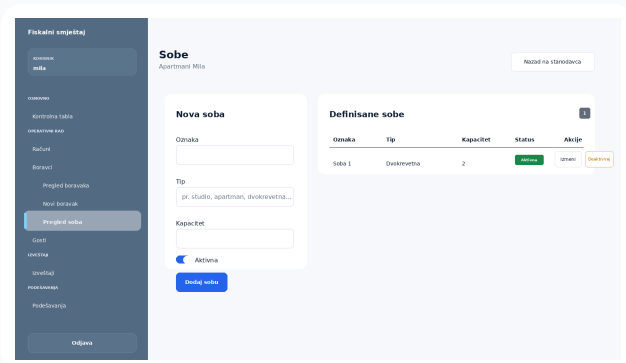 Fiskalni smještaj
KORISNIK
mila
OSNOVNO
Kontrolna tabla
OPERATIVNI RAD
Računi
Boravci
Pregled boravaka
Novi boravak
Pregled soba
Gosti
IZVEŠTAJI
Izveštaji
PODEŠAVANJA
Podešavanja
Odjava
Sobe
Apartmani Mila
Nazad na stanodavca
Nova soba
Oznaka
Tip
pr. studio, apartman, dvokrevetna...
Kapacitet
Aktivna
Dodaj sobu
Definisane sobe
1
Oznaka Tip Kapacitet Status Akcije
Soba 1 Dvokrevetna 2 Aktivna Izmeni Deaktiviraj